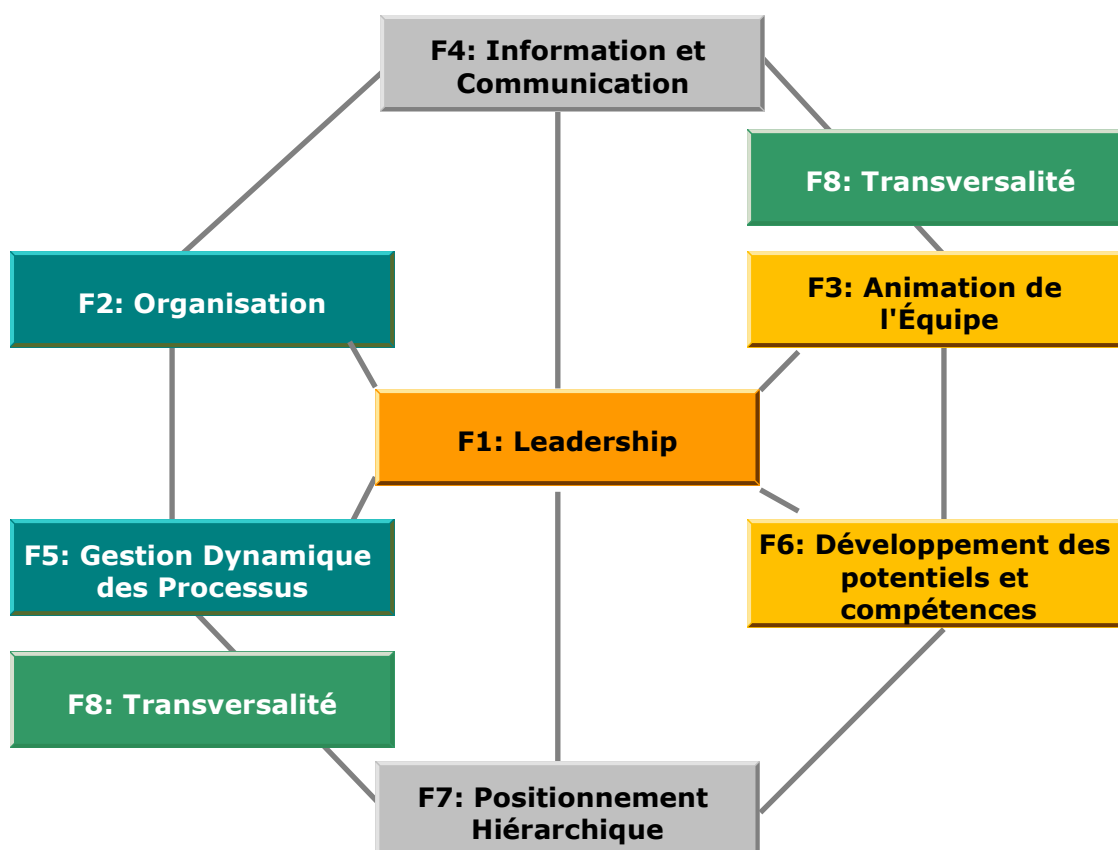 F4: Information et
Communication
F8: Transversalité
F2: Organisation
F3: Animation de
l'Équipe
F1: Leadership
F5: Gestion Dynamique
des Processus
F6: Développement des
potentiels et
compétences
F8: Transversalité
F7: Positionnement
Hiérarchique